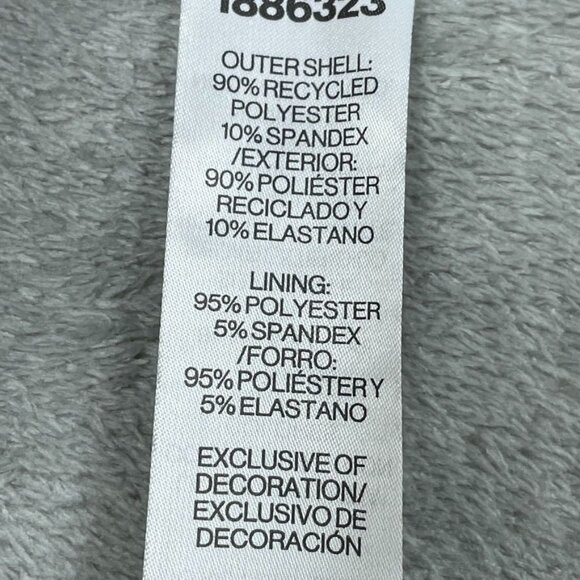 1886323
OUTER SHELL:
90% RECYCLED
POLYESTER
10% SPANDEX
/EXTERIOR:
90% POLIÉSTER
RECICLADO Y
10% ELASTANO
LINING:
95% POLYESTER
5% SPANDEX
/FORRO:
95% POLIÉSTER Y
5% ELASTANO
EXCLUSIVE OF
DECORATION/
EXCLUSIVO DE
DECORACIÓN